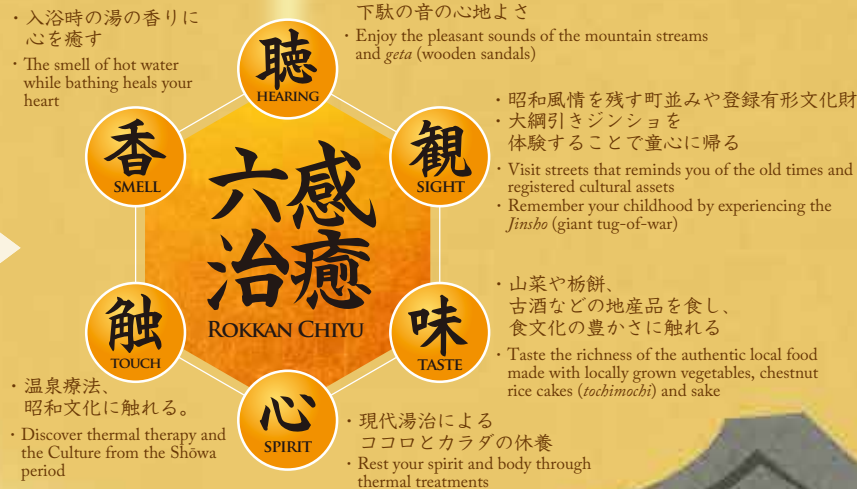 下駄の音の心地よさ
· Enjoy the pleasant sounds of the mountain streams
and geta (wooden sandals)
聴
HEARING
· 昭和風情を残す町並みや登録有形文化財
· 大綱引きジンショを
体験することで童心に帰る
· Visit streets that reminds you of the old times and
registered cultural assets
· Remember your childhood by experiencing the
Jinsho (giant tug-of-war)
観
SIGHT
· 山菜や栃餅、
古酒などの地産品を食し、
食文化の豊かさに触れる
· Taste the richness of the authentic local food
made with locally grown vegetables, chestnut
rice cakes (tochimochi) and sake
味
TASTE
· 現代湯治による
ココロとカラダの休養
· Rest your spirit and body through
thermal treatments
心
SPIRIT
· 温泉療法、
昭和文化に触れる。
· Discover thermal therapy and
the Culture from the Shōwa
period
触
TOUCH
· 入浴時の湯の香りに
心を癒す
· The smell of hot water
while bathing heals your
heart
香
SMELL
六感
治癒
ROKKAN CHIYU